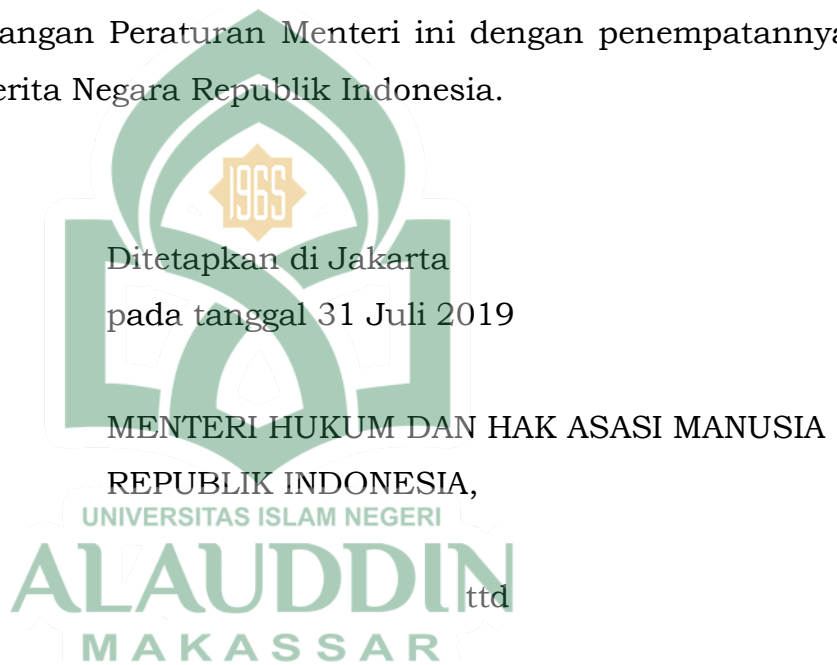 angan Peraturan Menteri ini dengan penempatannya
erita Negara Republik Indonesia.
1965
Ditetapkan di Jakarta
pada tanggal 31 Juli 2019
MENTERI HUKUM DAN HAK ASASI MANUSIA
REPUBLIK INDONESIA,
UNIVERSITAS ISLAM NEGERI
ALAUDDIN
ttd
MAKASSAR